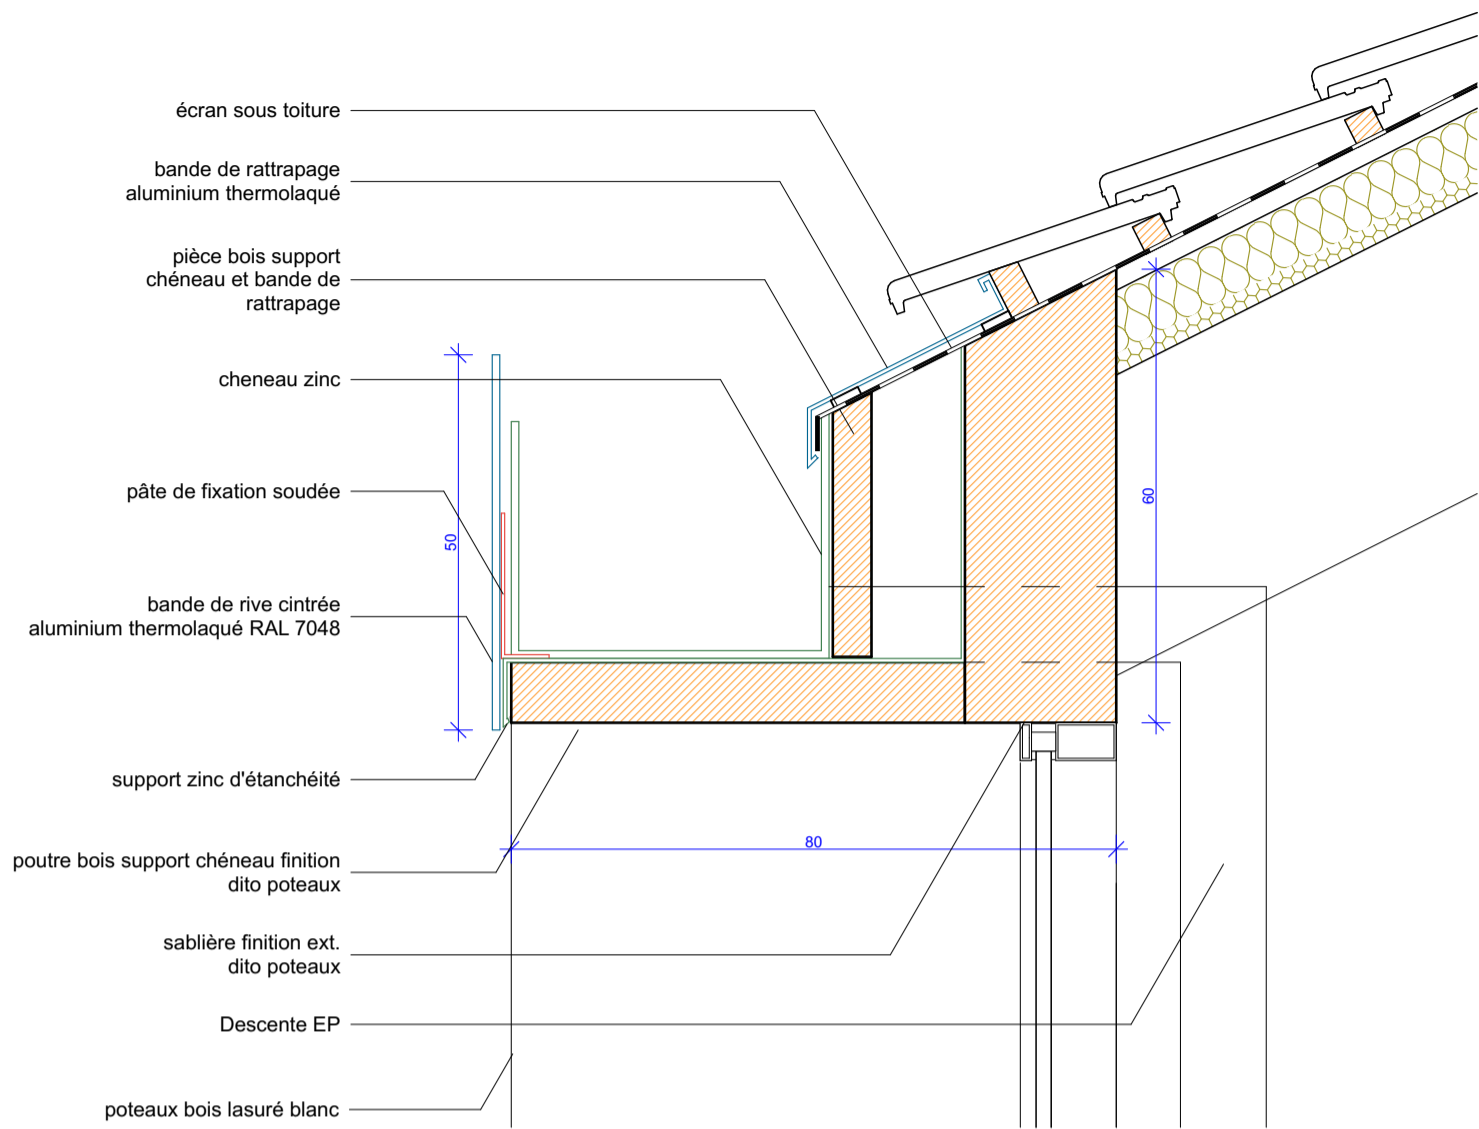 écran sous toiture
bande de rattrapage
aluminium thermolaqué
pièce bois support
chéneau et bande de
rattrapage
cheneau zinc
pâte de fixation soudée
bande de rive cintrée
aluminium thermolaqué RAL 7048
support zinc d'étanchéité
poutre bois support chéneau finition
dito poteaux
sablière finition ext.
dito poteaux
Descente EP
poteaux bois lasuré blanc
50
60
80